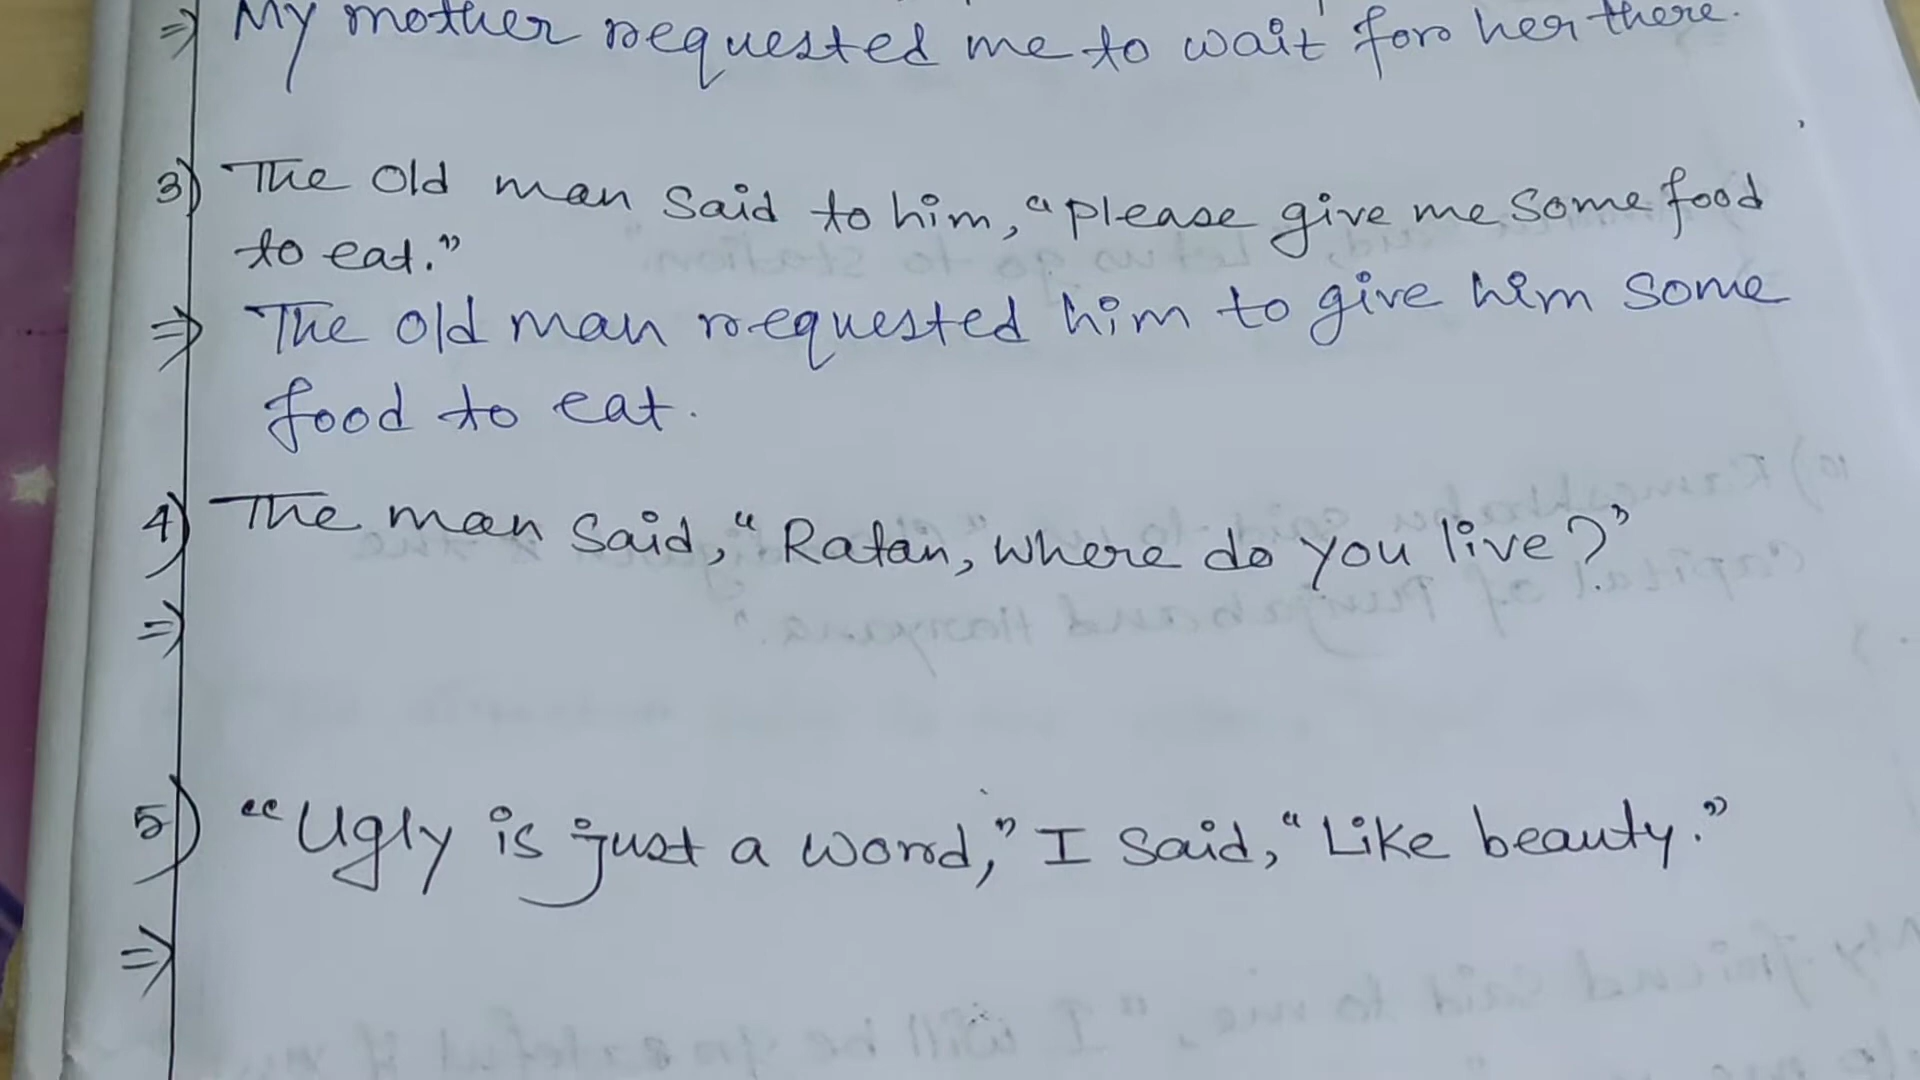 ⇒) My mother requested me to wait for her there.
3) The old man said to him, "please give me some food
to eat."
⇒ The old man requested him to give him some
food to eat.
4) The man said, "Ratan, where do you live?"
⇒)
5) "Ugly is just a word," I said, "Like beauty."
⇒)